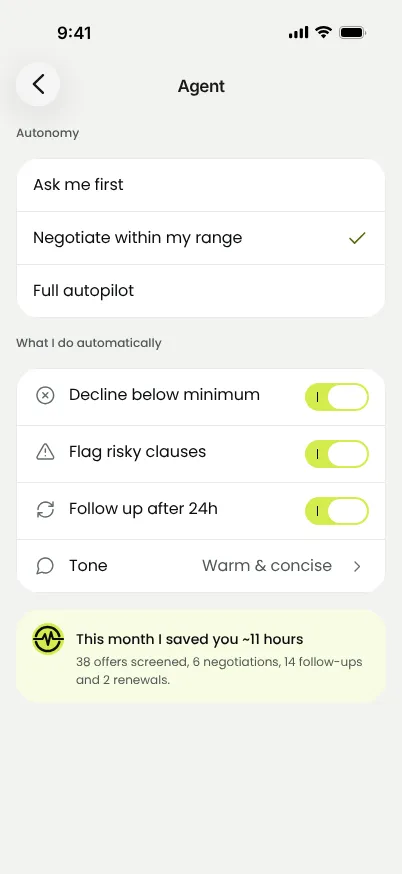 9:41
Agent
Autonomy
Ask me first
Negotiate within my range
Full autopilot
What I do automatically
Decline below minimum
Flag risky clauses
Follow up after 24h
Tone Warm & concise
This month I saved you ~11 hours
38 offers screened, 6 negotiations, 14 follow-ups
and 2 renewals.